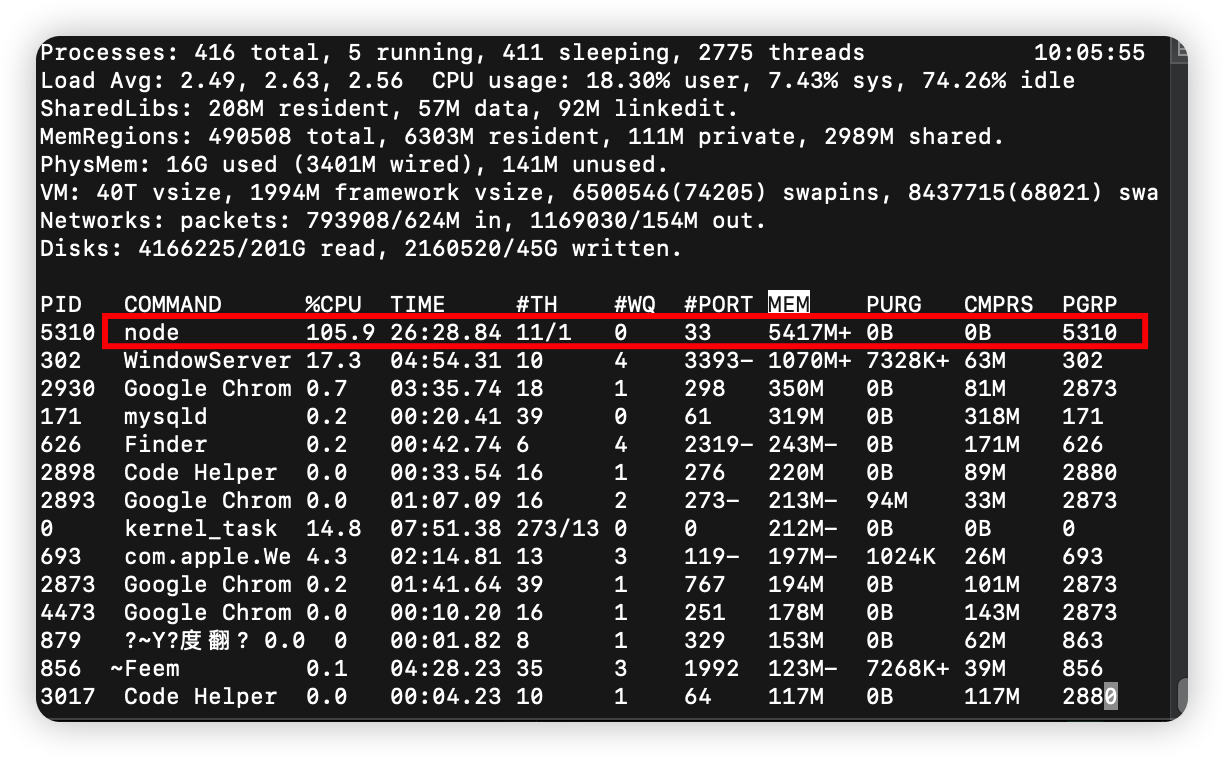 Processes: 416 total, 5 running, 411 sleeping, 2775 threads 10:05:55
Load Avg: 2.49, 2.63, 2.56 CPU usage: 18.30% user, 7.43% sys, 74.26% idle
SharedLibs: 208M resident, 57M data, 92M linkedit.
MemRegions: 490508 total, 6303M resident, 111M private, 2989M shared.
PhysMem: 16G used (3401M wired), 141M unused.
VM: 40T vsize, 1994M framework vsize, 6500546(74205) swapins, 8437715(68021) swa
Networks: packets: 793908/624M in, 1169030/154M out.
Disks: 4166225/201G read, 2160520/45G written.
PID COMMAND %CPU TIME #TH #WQ #PORT MEM PURG CMPRS PGRP
5310 node 105.9 26:28.84 11/1 0 33 5417M+ 0B 0B 5310
302 WindowServer 17.3 04:54.31 10 4 3393- 1070M+ 7328K+ 63M 302
2930 Google Chrom 0.7 03:35.74 18 1 298 350M 0B 81M 2873
171 mysqld 0.2 00:20.41 39 0 61 319M 0B 318M 171
626 Finder 0.2 00:42.74 6 4 2319- 243M- 0B 171M 626
2898 Code Helper 0.0 00:33.54 16 1 276 220M 0B 89M 2880
2893 Google Chrom 0.0 01:07.09 16 2 273- 213M- 94M 33M 2873
0 kernel_task 14.8 07:51.38 273/13 0 0 212M- 0B 0B 0
693 com.apple.We 4.3 02:14.81 13 3 119- 197M- 1024K 26M 693
2873 Google Chrom 0.2 01:41.64 39 1 767 194M 0B 101M 2873
4473 Google Chrom 0.0 00:10.20 16 1 251 178M 0B 143M 2873
879 ?~Y?度翻? 0.0 0 00:01.82 8 1 329 153M 0B 62M 863
856 ~Feem 0.1 04:28.23 35 3 1992 123M- 7268K+ 39M 856
3017 Code Helper 0.0 00:04.23 10 1 64 117M 0B 117M 2880